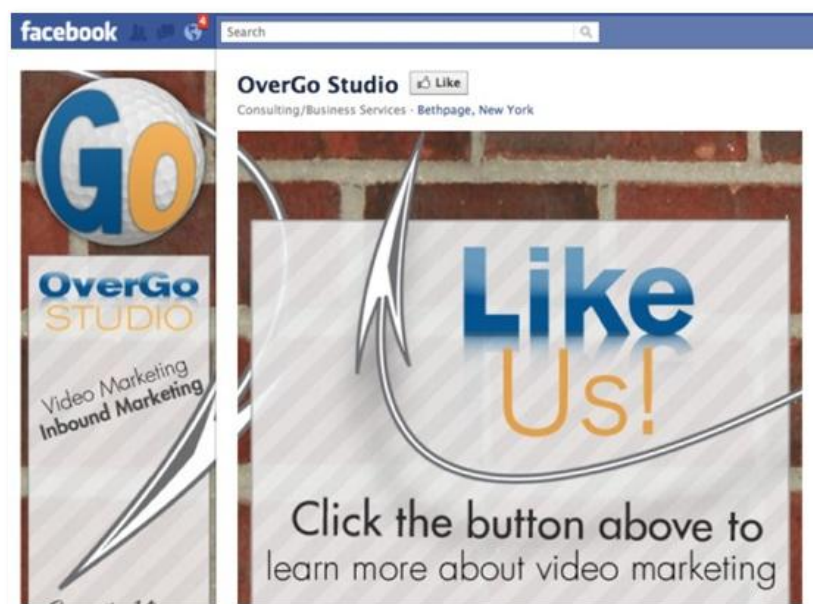 facebook
4
Search
OverGo Studio
Like
Consulting/Business Services · Bethpage, New York
Go
OverGo
STUDIO
Video Marketing
Inbound Marketing
Like
Us!
Click the button above to
learn more about video marketing